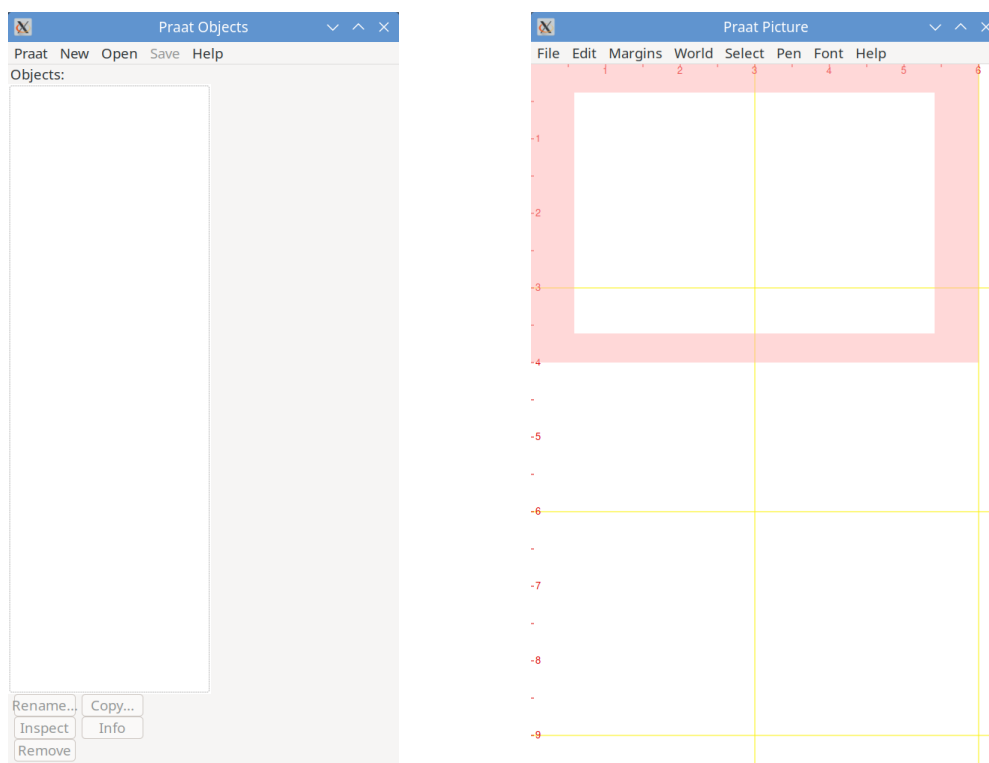 Praat Objects
Praat New Open Save Help
Objects:
Rename... Copy...
Inspect Info
Remove
Praat Picture
File Edit Margins World Select Pen Font Help
1 2 3 4 5 6
-1
-2
-3
-4
-5
-6
-7
-8
-9